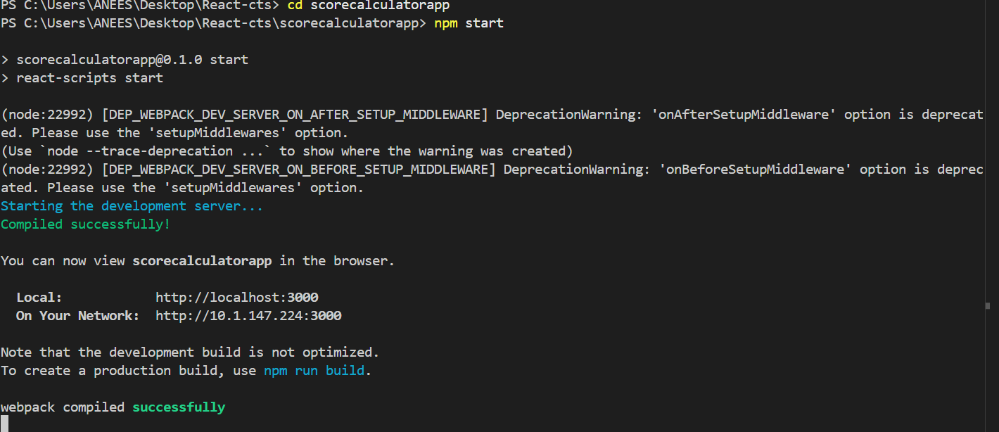 PS C:\Users\ANEES\Desktop\React-cts> cd scorecalculatorapp
PS C:\Users\ANEES\Desktop\React-cts\scorecalculatorapp> npm start
> scorecalculatorapp@0.1.0 start
> react-scripts start
(node:22992) [DEP_WEBPACK_DEV_SERVER_ON_AFTER_SETUP_MIDDLEWARE] DeprecationWarning: 'onAfterSetupMiddleware' option is deprecat
ed. Please use the 'setupMiddlewares' option.
(Use `node --trace-deprecation ...` to show where the warning was created)
(node:22992) [DEP_WEBPACK_DEV_SERVER_ON_BEFORE_SETUP_MIDDLEWARE] DeprecationWarning: 'onBeforeSetupMiddleware' option is deprec
ated. Please use the 'setupMiddlewares' option.
Starting the development server...
Compiled successfully!
You can now view scorecalculatorapp in the browser.
Local: http://localhost:3000
On Your Network: http://10.1.147.224:3000
Note that the development build is not optimized.
To create a production build, use npm run build.
webpack compiled successfully